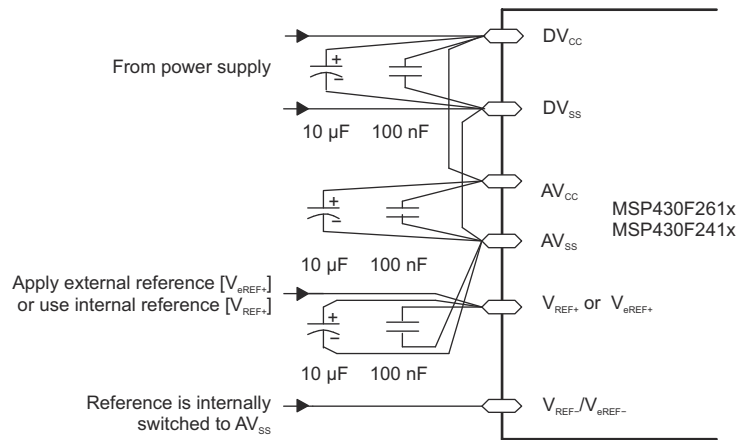 DVCC
From power supply
+
−
DVSS
10 µF 100 nF
AVCC
MSP430F261x
MSP430F241x
+
−
AVSS
10 µF 100 nF
Apply external reference [VeREF+]
or use internal reference [VREF+]
VREF+ or VeREF+
+
−
10 µF 100 nF
Reference is internally
switched to AVSS
VREF−/VeREF−